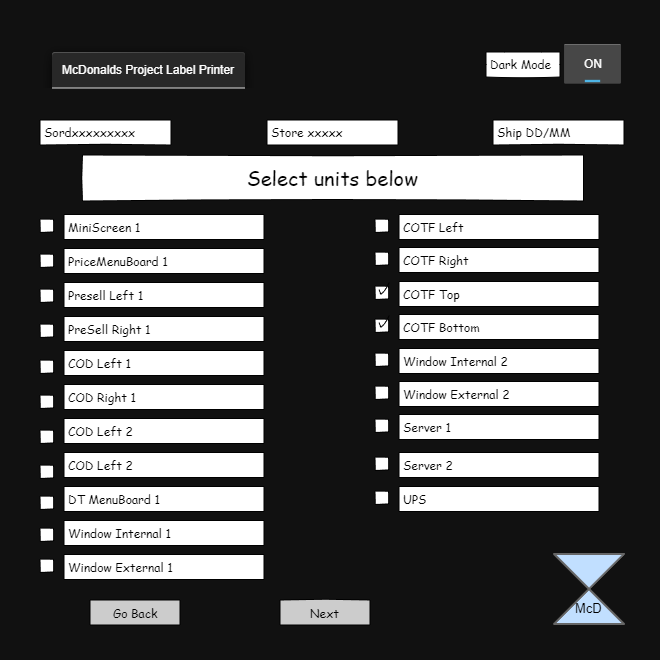 McDonalds Project Label Printer
Dark Mode
ON
Sordxxxxxxxxx
Store xxxxx
Ship DD/MM
Select units below
MiniScreen 1
PriceMenuBoard 1
Presell Left 1
PreSell Right 1
COD Left 1
COD Right 1
COD Left 2
COD Left 2
DT MenuBoard 1
Window Internal 1
Window External 1
COTF Left
COTF Right
COTF Top
COTF Bottom
Window Internal 2
Window External 2
Server 1
Server 2
UPS
Go Back
Next
McD